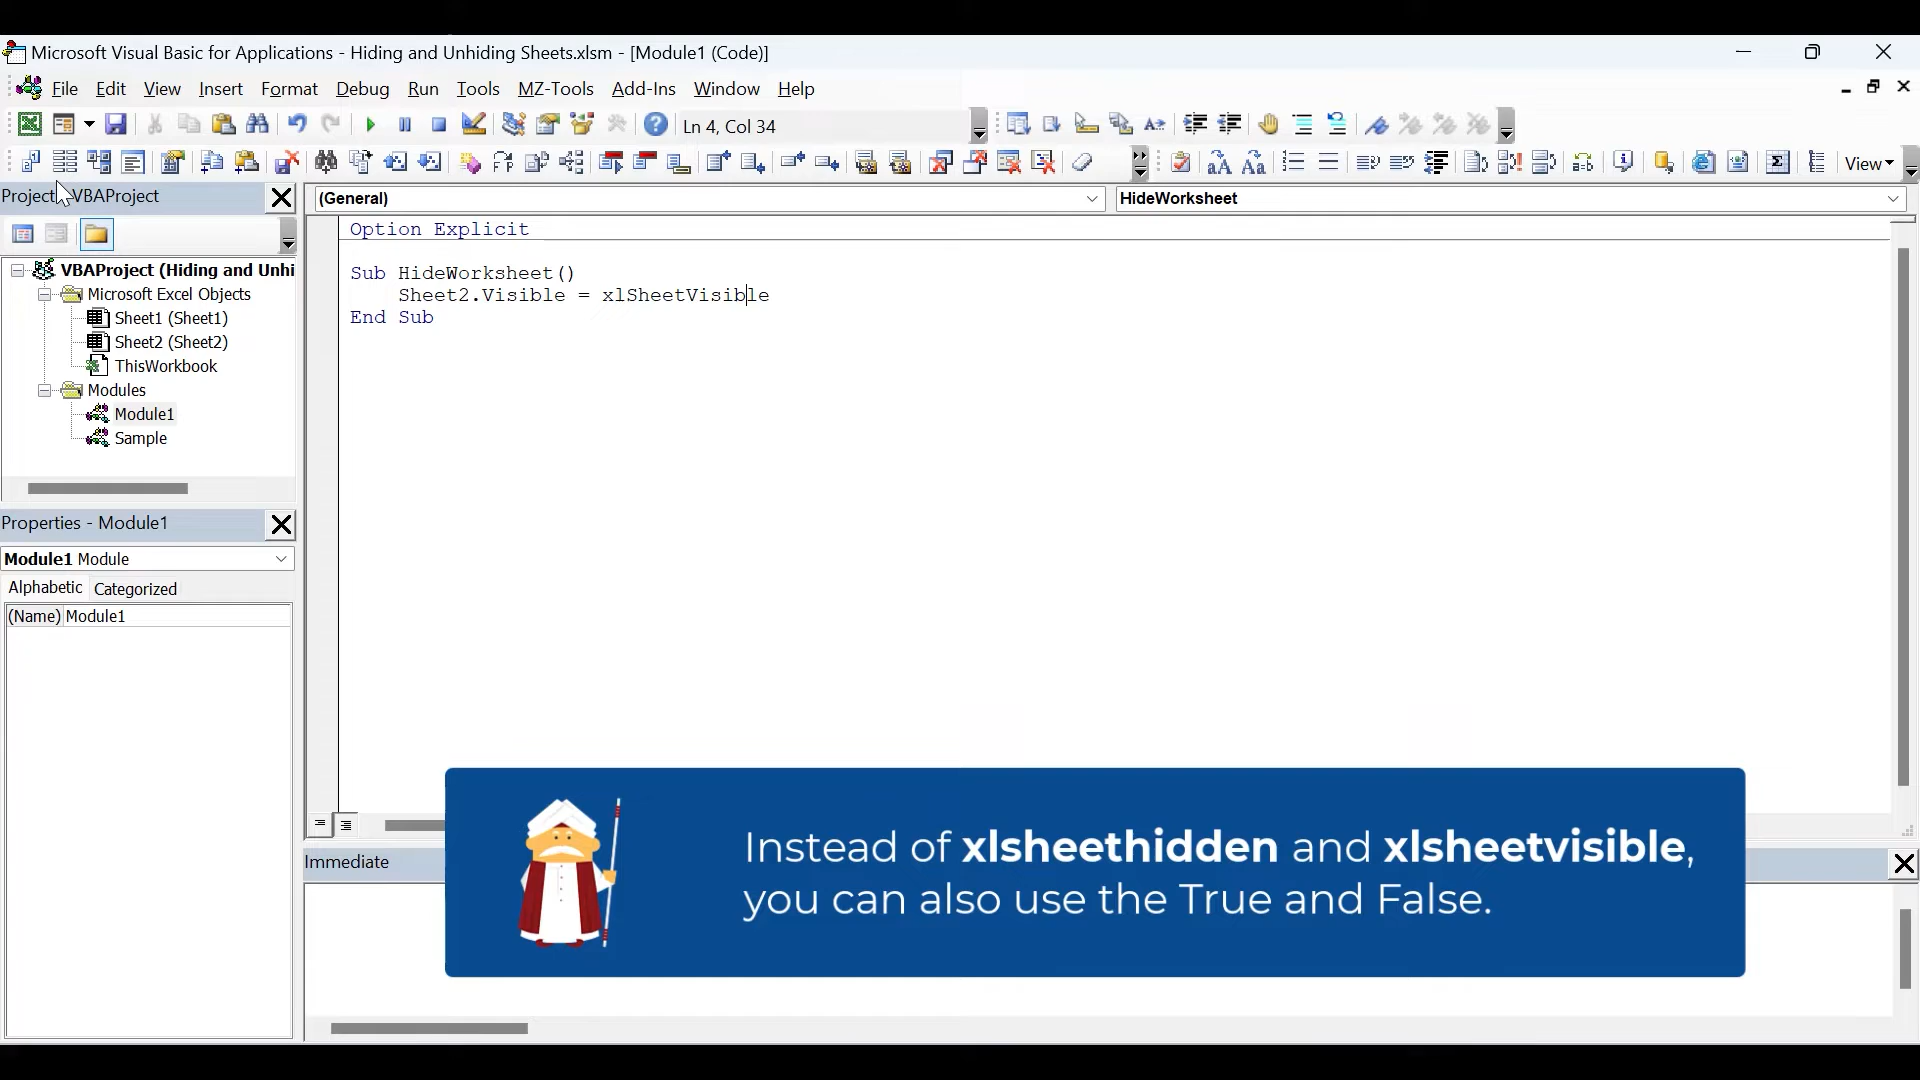 Microsoft Visual Basic for Applications - Hiding and Unhiding Sheets.xlsm - [Module1 (Code)]
File Edit View Insert Format Debug Run Tools MZ-Tools Add-Ins Window Help
Ln 4, Col 34
View
Project - VBAProject
(General)
HideWorksheet
Option Explicit
Sub HideWorksheet()
Sheet2.Visible = xlSheetVisible
End Sub
VBAProject (Hiding and Unhi
Microsoft Excel Objects
Sheet1 (Sheet1)
Sheet2 (Sheet2)
ThisWorkbook
Modules
Module1
Sample
Properties - Module1
Module1 Module
Alphabetic Categorized
(Name) Module1
Immediate
Instead of xlsheethidden and xlsheetvisible,
you can also use the True and False.